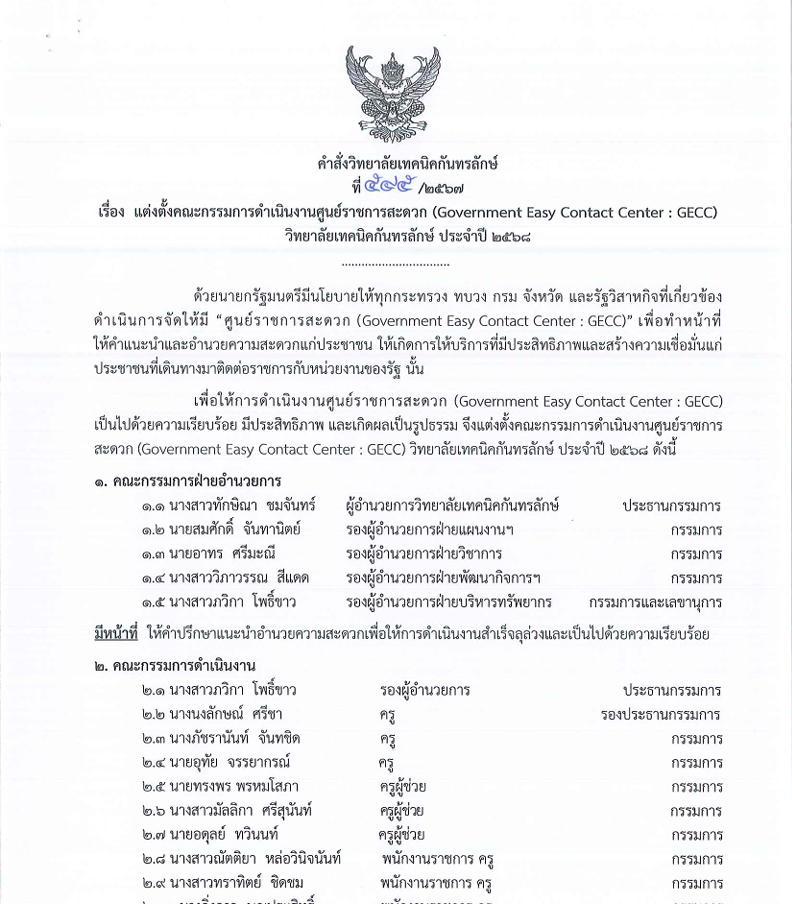 คำสั่งวิทยาลัยเทคนิคกันทรลักษ์
ที่ ๕๙๕ /๒๕๖๗
เรื่อง แต่งตั้งคณะกรรมการดำเนินงานศูนย์ราชการสะดวก (Government Easy Contact Center : GECC)
วิทยาลัยเทคนิคกันทรลักษ์ ประจำปี ๒๕๖๘
................................
ด้วยนายกรัฐมนตรีมีนโยบายให้ทุกกระทรวง ทบวง กรม จังหวัด และรัฐวิสาหกิจที่เกี่ยวข้อง
ดำเนินการจัดให้มี “ศูนย์ราชการสะดวก (Government Easy Contact Center : GECC)” เพื่อทำหน้าที่
ให้คำแนะนำและอำนวยความสะดวกแก่ประชาชน ให้เกิดการให้บริการที่มีประสิทธิภาพและสร้างความเชื่อมั่นแก่
ประชาชนที่เดินทางมาติดต่อราชการกับหน่วยงานของรัฐ นั้น
เพื่อให้การดำเนินงานศูนย์ราชการสะดวก (Government Easy Contact Center : GECC)
เป็นไปด้วยความเรียบร้อย มีประสิทธิภาพ และเกิดผลเป็นรูปธรรม จึงแต่งตั้งคณะกรรมการดำเนินงานศูนย์ราชการ
สะดวก (Government Easy Contact Center : GECC) วิทยาลัยเทคนิคกันทรลักษ์ ประจำปี ๒๕๖๘ ดังนี้
๑. คณะกรรมการฝ่ายอำนวยการ
๑.๑ นางสาวทักษิณา ชมจันทร์ ผู้อำนวยการวิทยาลัยเทคนิคกันทรลักษ์ ประธานกรรมการ
๑.๒ นายสมศักดิ์ จันทานิตย์ รองผู้อำนวยการฝ่ายแผนงานฯ กรรมการ
๑.๓ นายอาทร ศรีมะณี รองผู้อำนวยการฝ่ายวิชาการ กรรมการ
๑.๔ นางสาววิภาวรรณ สีแดด รองผู้อำนวยการฝ่ายพัฒนากิจการฯ กรรมการ
๑.๕ นางสาวภวิกา โพธิ์ขาว รองผู้อำนวยการฝ่ายบริหารทรัพยากร กรรมการและเลขานุการ
มีหน้าที่ ให้คำปรึกษาแนะนำอำนวยความสะดวกเพื่อให้การดำเนินงานสำเร็จลุล่วงและเป็นไปด้วยความเรียบร้อย
๒. คณะกรรมการดำเนินงาน
๒.๑ นางสาวภวิกา โพธิ์ขาว รองผู้อำนวยการ ประธานกรรมการ
๒.๒ นางนงลักษณ์ ศรีชา ครู รองประธานกรรมการ
๒.๓ นางภัชรานันท์ จันทชิด ครู กรรมการ
๒.๔ นายอุทัย จรรยากรณ์ ครู กรรมการ
๒.๕ นายทรงพร พรหมโสภา ครูผู้ช่วย กรรมการ
๒.๖ นางสาวมัลลิกา ศรีสุนันท์ ครูผู้ช่วย กรรมการ
๒.๗ นายอดุลย์ ทวินนท์ ครูผู้ช่วย กรรมการ
๒.๘ นางสาวณัตติยา หล่อวินิจนันท์ พนักงานราชการ ครู กรรมการ
๒.๙ นางสาวทราทิตย์ ชิดชม พนักงานราชการ ครู กรรมการ